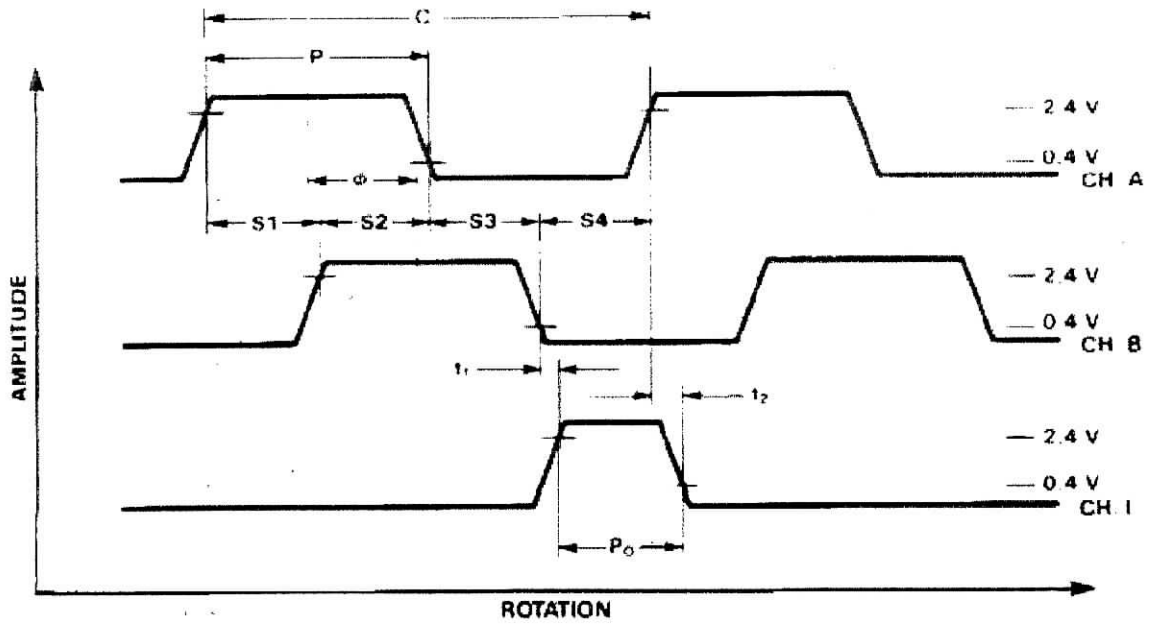 C
P
2.4 V
0.4 V
CH A
Φ
S1 S2 S3 S4
2.4 V
0.4 V
CH B
t₁
t₂
2.4 V
0.4 V
CH. I
P₀
AMPLITUDE
ROTATION